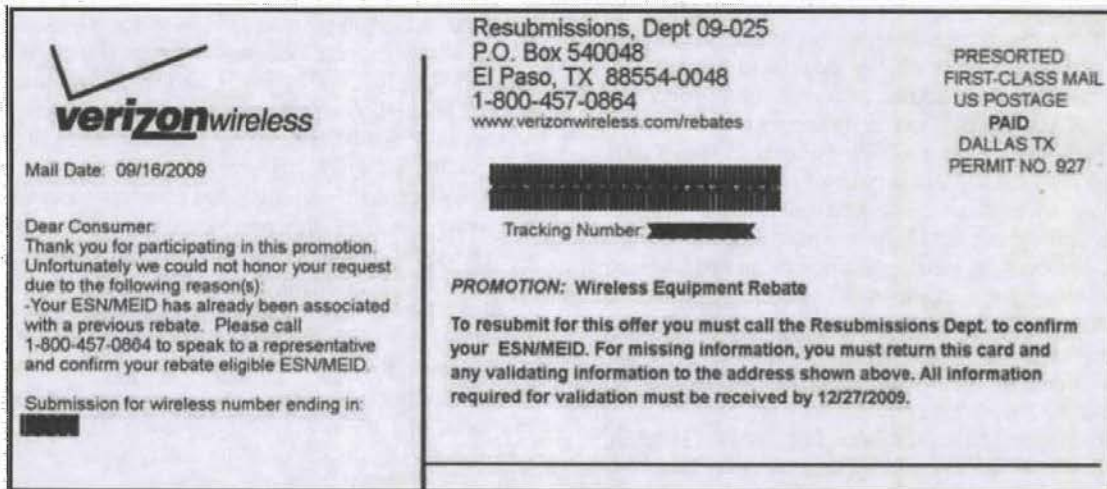 verizonwireless
Mail Date: 09/16/2009
Dear Consumer:
Thank you for participating in this promotion.
Unfortunately we could not honor your request
due to the following reason(s):
-Your ESN/MEID has already been associated
with a previous rebate. Please call
1-800-457-0864 to speak to a representative
and confirm your rebate eligible ESN/MEID.
Submission for wireless number ending in:
Resubmissions, Dept 09-025
P.O. Box 540048
El Paso, TX 88554-0048
1-800-457-0864
www.verizonwireless.com/rebates
Tracking Number:
PROMOTION: Wireless Equipment Rebate
To resubmit for this offer you must call the Resubmissions Dept. to confirm
your ESN/MEID. For missing information, you must return this card and
any validating information to the address shown above. All information
required for validation must be received by 12/27/2009.
PRESORTED
FIRST-CLASS MAIL
US POSTAGE
PAID
DALLAS TX
PERMIT NO. 927